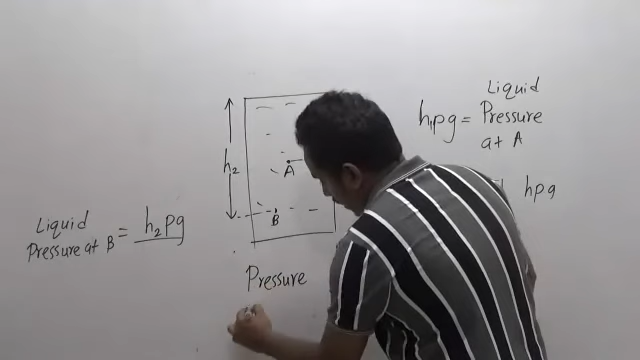 Liquid
h₁ρg = Pressure
at A
hρg
h₂
A
B
Liquid
Pressure at B = h₂ρg
Pressure